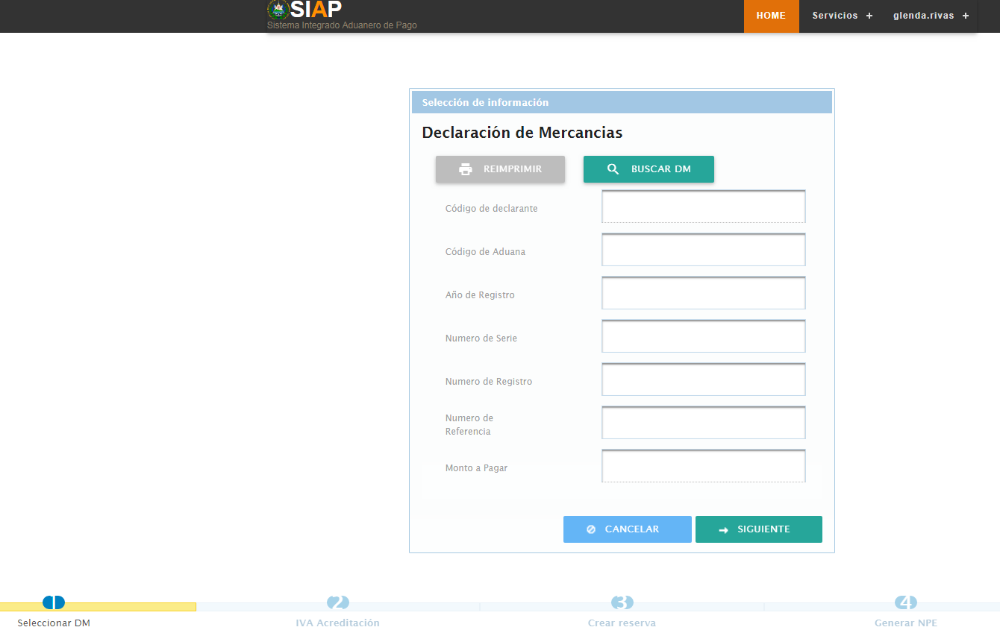 SIAP
Sistema Integrado Aduanero de Pago
HOME
Servicios +
glenda.rivas +
Selección de información
Declaración de Mercancias
REIMPRIMIR
BUSCAR DM
Código de declarante
Código de Aduana
Año de Registro
Numero de Serie
Numero de Registro
Numero de
Referencia
Monto a Pagar
CANCELAR
SIGUIENTE
1
Seleccionar DM
2
IVA Acreditación
3
Crear reserva
4
Generar NPE